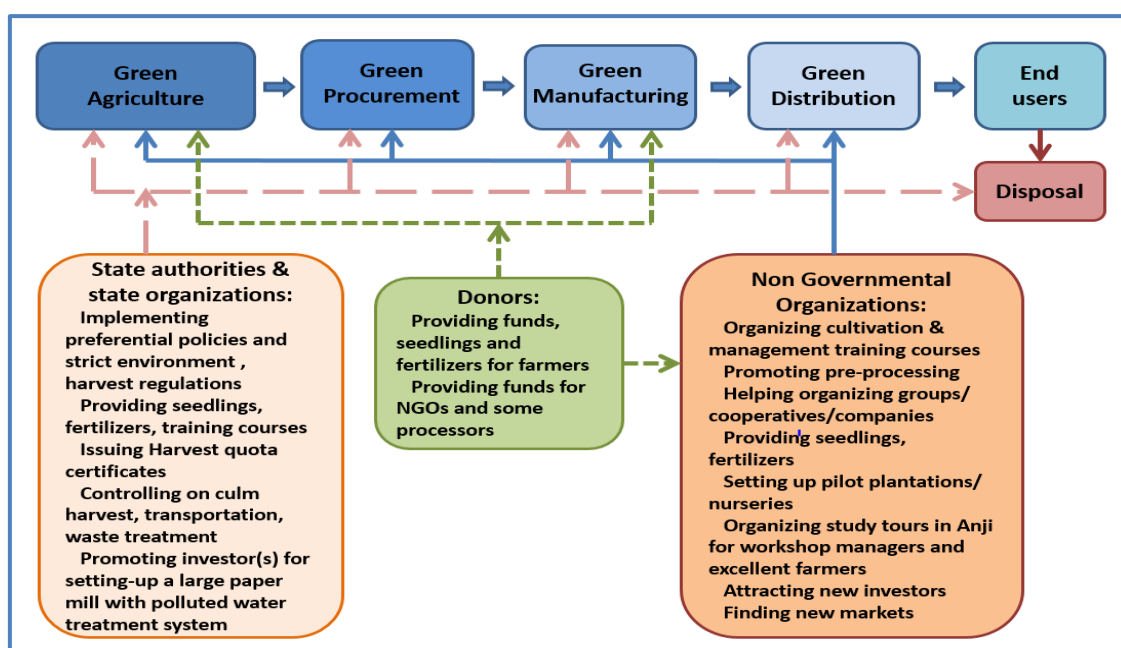 Green
Agriculture
Green
Procurement
Green
Manufacturing
Green
Distribution
End
users
Disposal
State authorities &
state organizations:
Implementing
preferential policies and
strict environment ,
harvest regulations
Providing seedlings,
fertilizers, training courses
Issuing Harvest quota
certificates
Controlling on culm
harvest, transportation,
waste treatment
Promoting investor(s) for
setting-up a large paper
mill with polluted water
treatment system
Donors:
Providing funds,
seedlings and
fertilizers for farmers
Providing funds for
NGOs and some
processors
Non Governmental
Organizations:
Organizing cultivation &
management training courses
Promoting pre-processing
Helping organizing groups/
cooperatives/companies
Providing seedlings,
fertilizers
Setting up pilot plantations/
nurseries
Organizing study tours in Anji
for workshop managers and
excellent farmers
Attracting new investors
Finding new markets